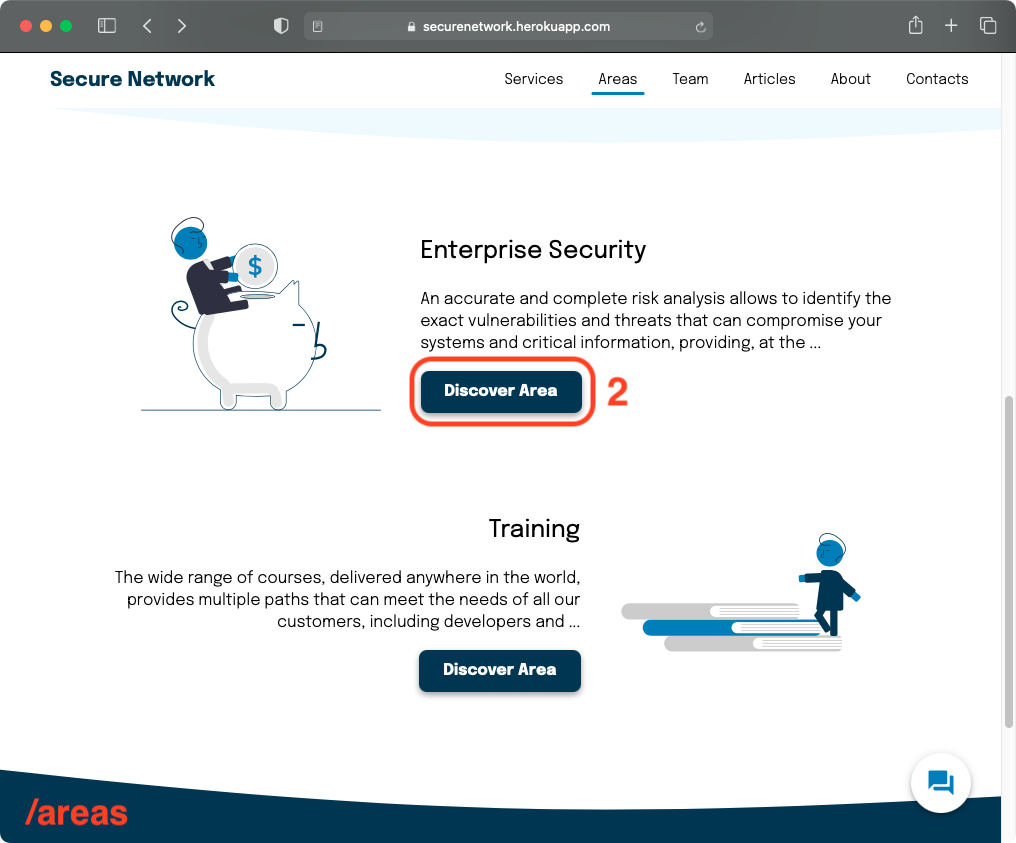 securenetwork.herokuapp.com
Secure Network
Services Areas Team Articles About Contacts
$
Enterprise Security
An accurate and complete risk analysis allows to identify the
exact vulnerabilities and threats that can compromise your
systems and critical information, providing, at the ...
Discover Area
2
Training
The wide range of courses, delivered anywhere in the world,
provides multiple paths that can meet the needs of all our
customers, including developers and ...
Discover Area
/areas